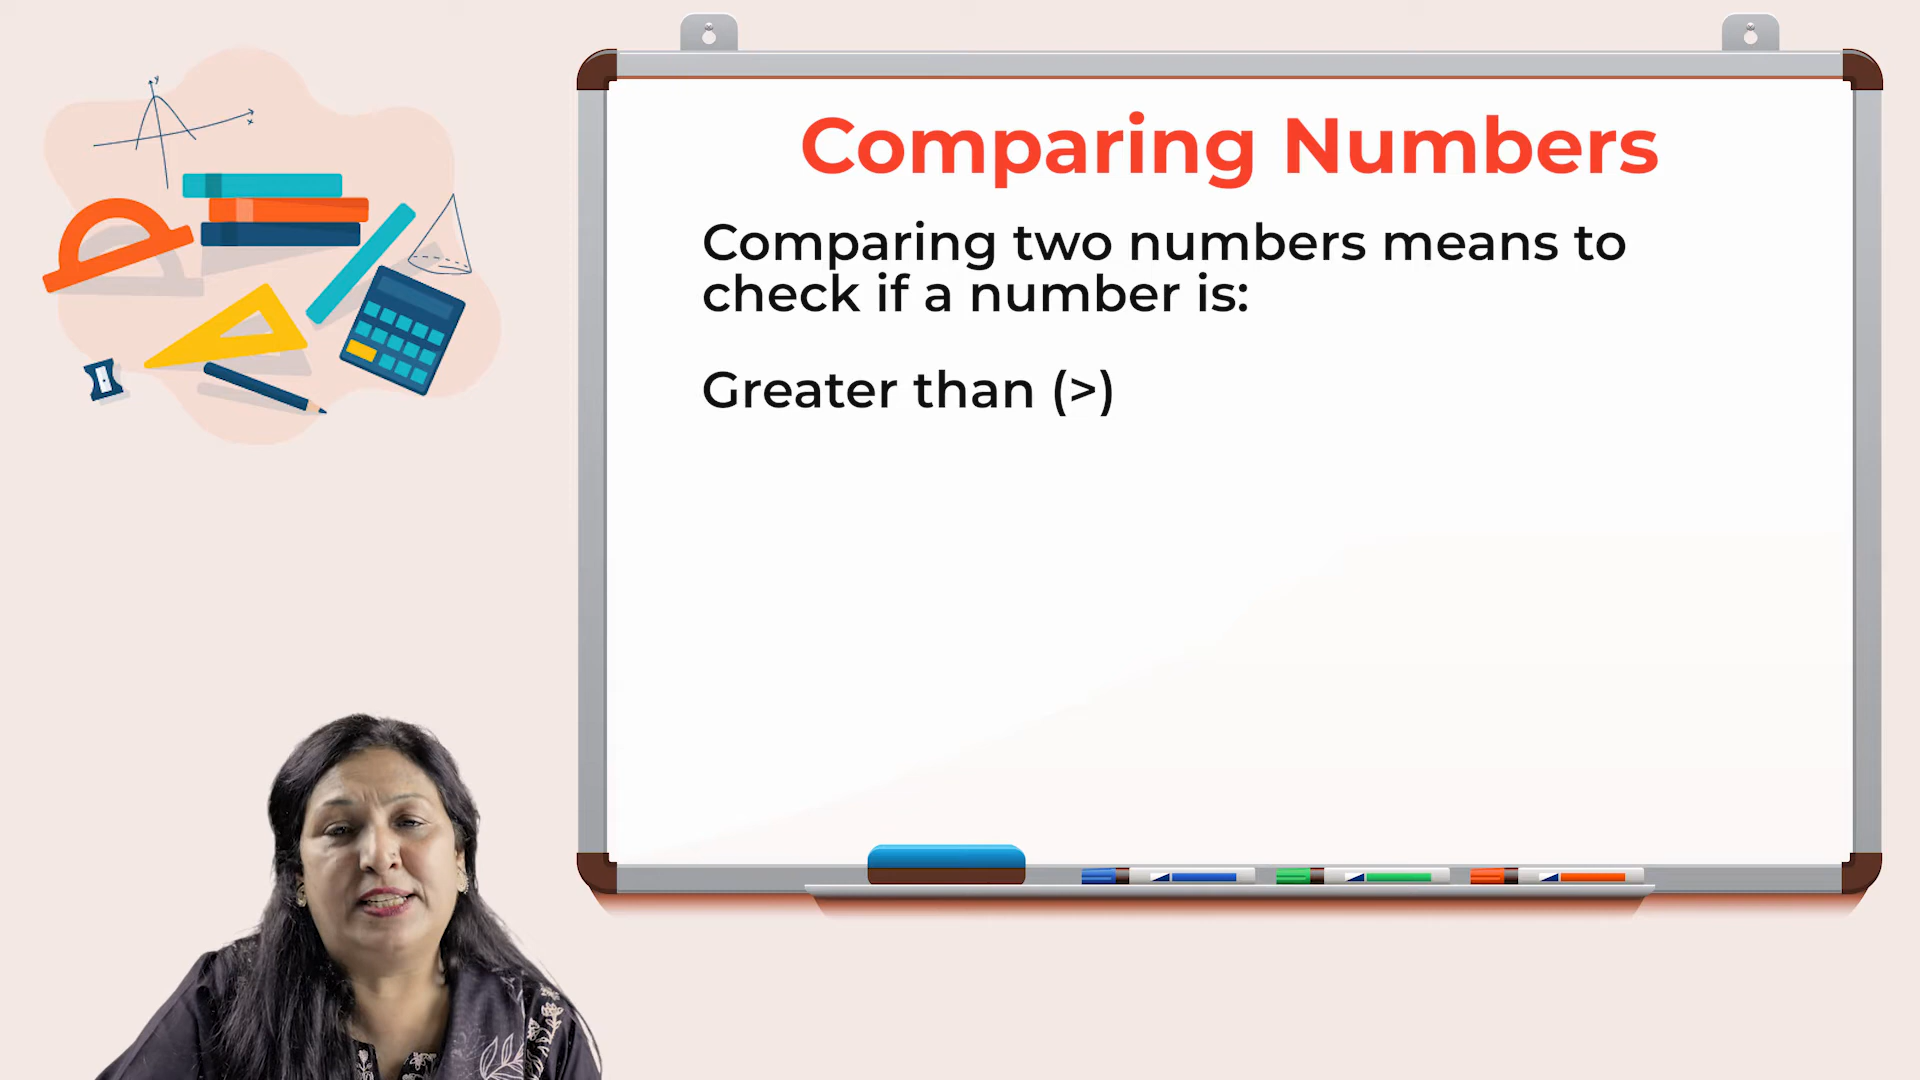 Comparing Numbers
Comparing two numbers means to
check if a number is:
Greater than (>)
y
x